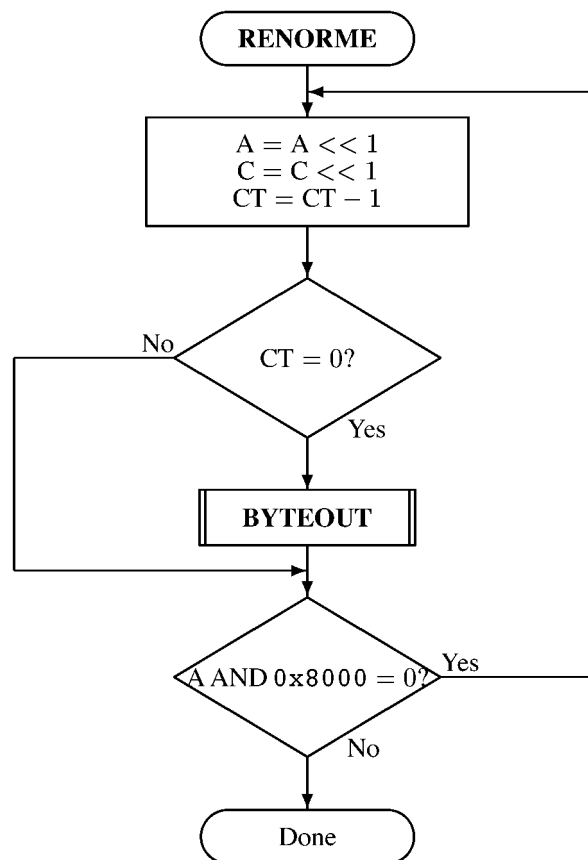 RENORME
A = A << 1
C = C << 1
CT = CT − 1
No
CT = 0?
Yes
BYTEOUT
A AND 0x8000 = 0?
Yes
No
Done